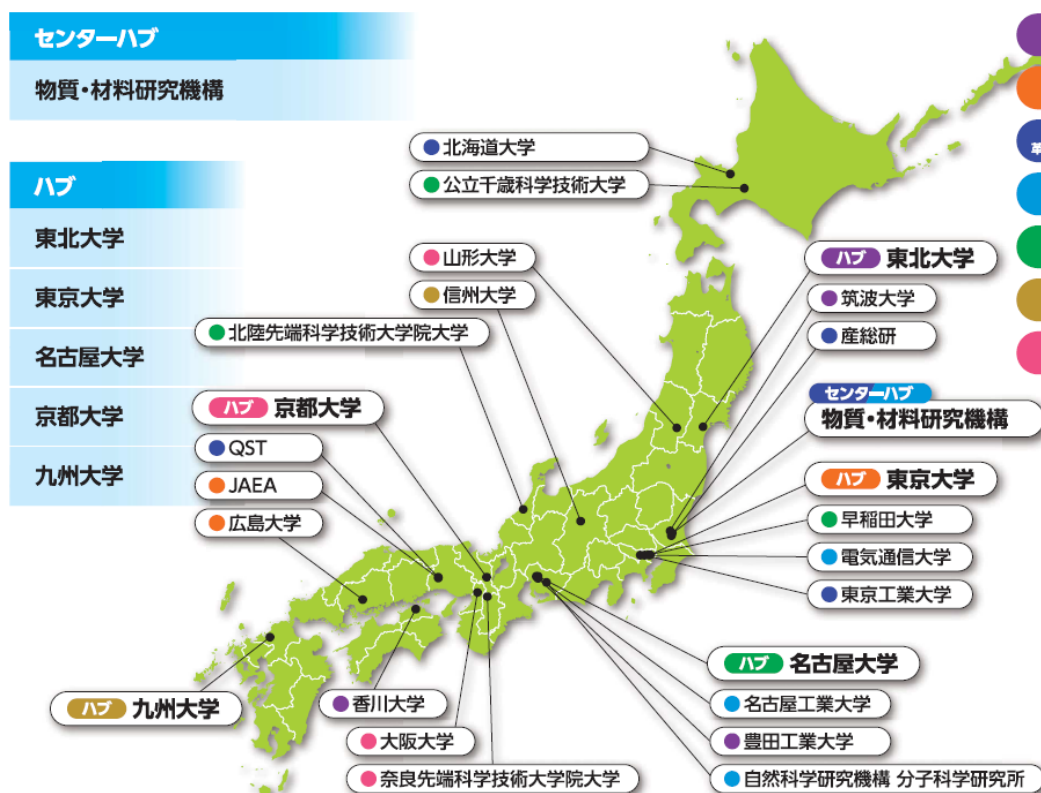 センターハブ
物質・材料研究機構
ハブ
東北大学
東京大学
名古屋大学
京都大学
九州大学
北海道大学
公立千歳科学技術大学
山形大学
信州大学
北陸先端科学技術大学院大学
ハブ 京都大学
QST
JAEA
広島大学
ハブ 東北大学
筑波大学
産総研
センターハブ
物質・材料研究機構
ハブ 東京大学
早稲田大学
電気通信大学
東京工業大学
ハブ 名古屋大学
名古屋工業大学
豊田工業大学
自然科学研究機構 分子科学研究所
ハブ 九州大学
香川大学
大阪大学
奈良先端科学技術大学院大学